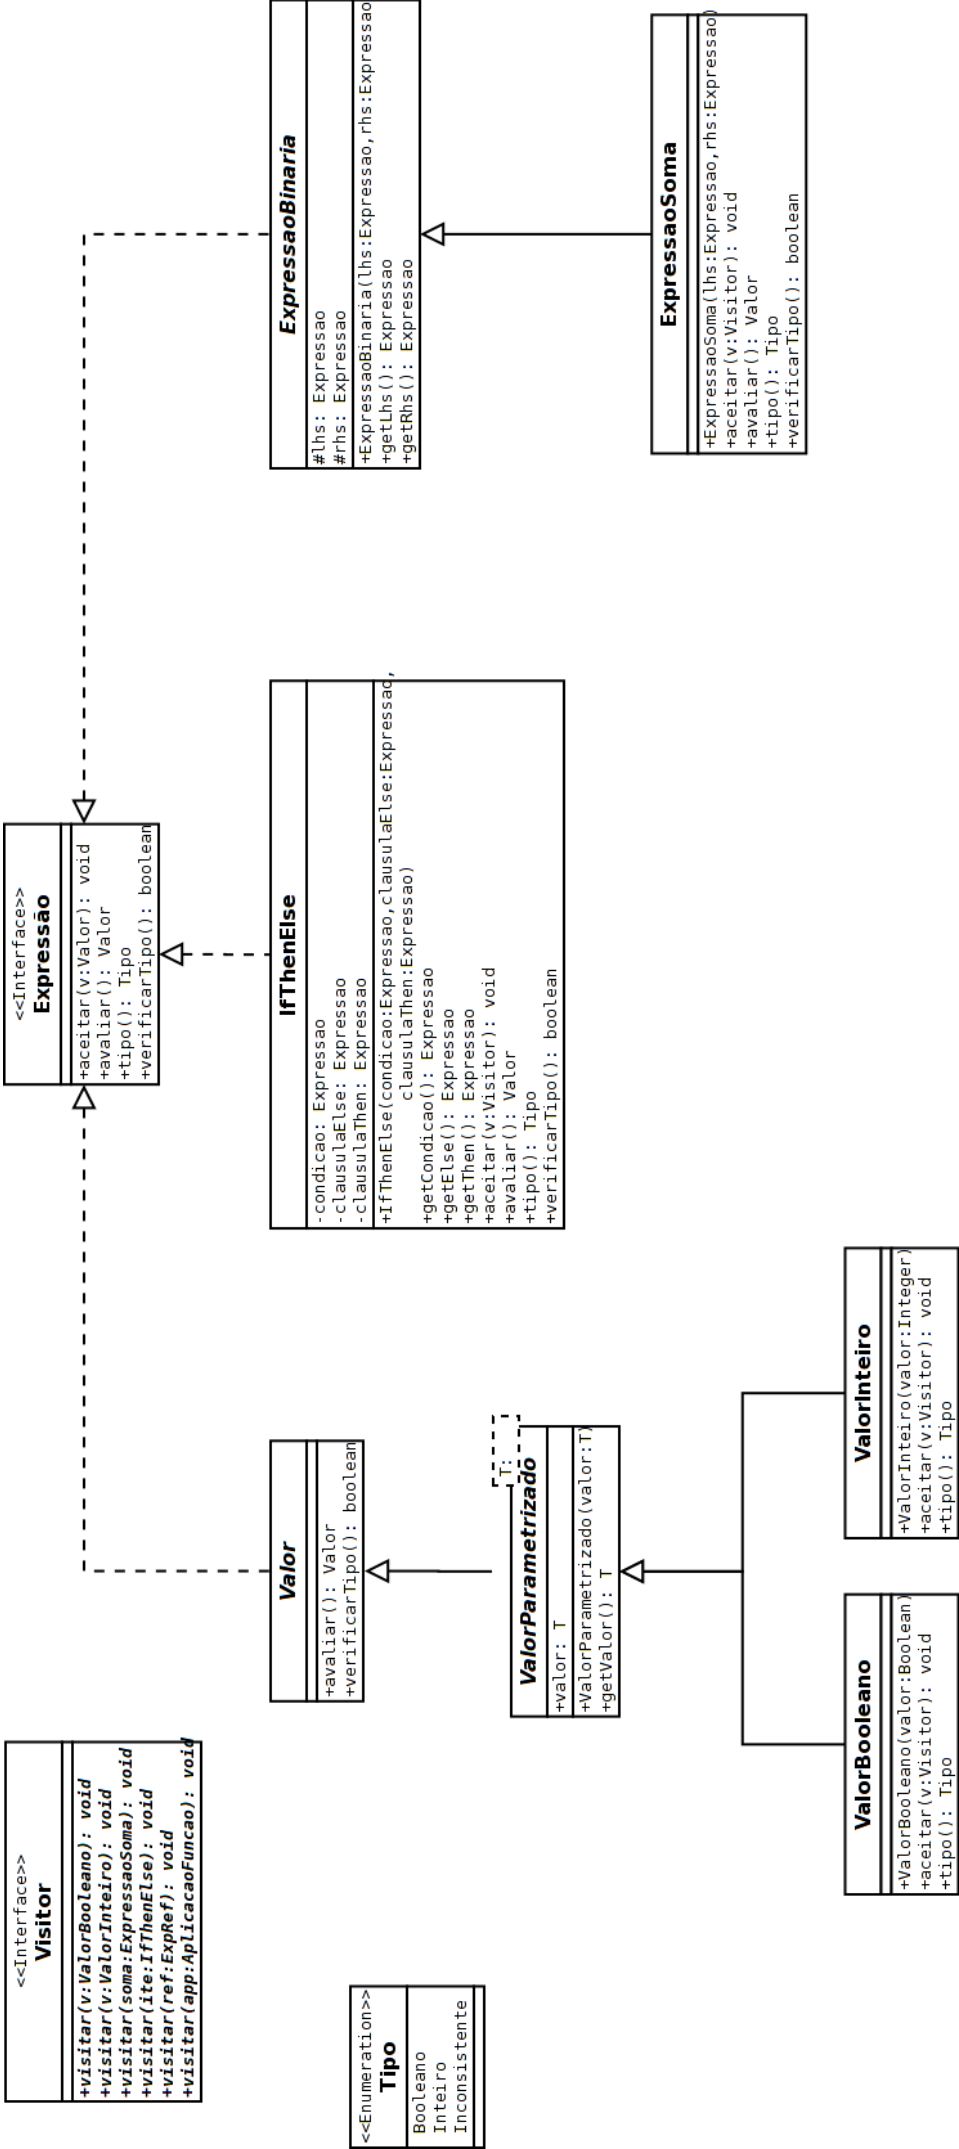 <<Interface>>
Visitor
+visitar(v:ValorBooleano): void
+visitar(v:ValorInteiro): void
+visitar(soma:ExpressaoSoma): void
+visitar(ite:IfThenElse): void
+visitar(ref:ExpRef): void
+visitar(app:AplicacaoFuncao): void
<<Interface>>
Expressão
+aceitar(v:Valor): void
+avaliar(): Valor
+tipo(): Tipo
+verificarTipo(): boolean
<<Enumeration>>
Tipo
Booleano
Inteiro
Inconsistente
Valor
+avaliar(): Valor
+verificarTipo(): boolean
IfThenElse
-condicao: Expressao
-clausulaElse: Expressao
-clausulaThen: Expressao
+IfThenElse(condicao:Expressao,clausulaElse:Expressao,
clausulaThen:Expressao)
+getCondicao(): Expressao
+getElse(): Expressao
+getThen(): Expressao
+aceitar(v:Visitor): void
+avaliar(): Valor
+tipo(): Tipo
+verificarTipo(): boolean
ExpressaoBinaria
#lhs: Expressao
#rhs: Expressao
+ExpressaoBinaria(lhs:Expressao,rhs:Expressao
+getLhs(): Expressao
+getRhs(): Expressao
T:
ValorParametrizado
+valor: T
+ValorParametrizado(valor:T)
+getValor(): T
ExpressaoSoma
+ExpressaoSoma(lhs:Expressao,rhs:Expressao)
+aceitar(v:Visitor): void
+avaliar(): Valor
+tipo(): Tipo
+verificarTipo(): boolean
ValorBooleano
+ValorBooleano(valor:Boolean)
+aceitar(v:Visitor): void
+tipo(): Tipo
ValorInteiro
+ValorInteiro(valor:Integer)
+aceitar(v:Visitor): void
+tipo(): Tipo